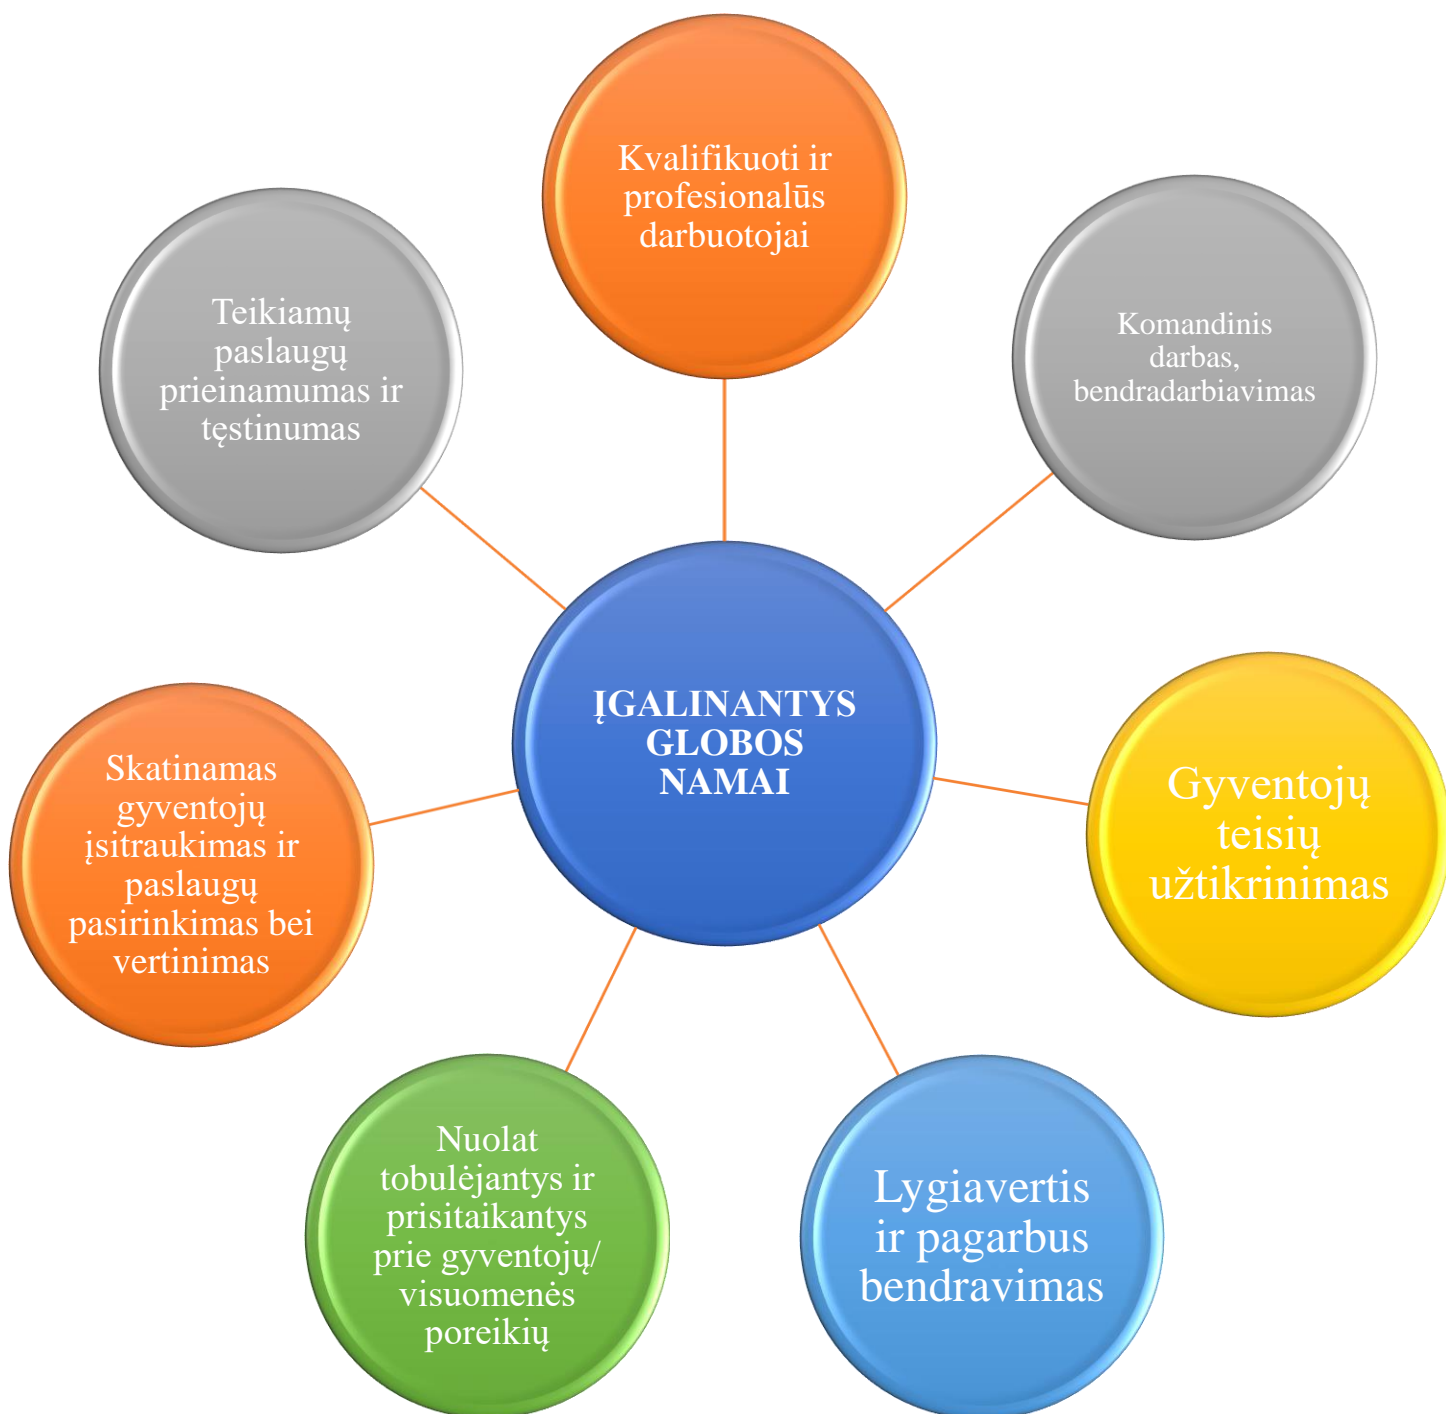 Kvalifikuoti ir
profesionalūs
darbuotojai
Komandinis
darbas,
bendradarbiavimas
Gyventojų
teisių
užtikrinimas
Lygiavertis
ir pagarbus
bendravimas
Nuolat
tobulėjantys ir
prisitaikantys
prie gyventojų/
visuomenės
poreikių
Skatinamas
gyventojų
įsitraukimas ir
paslaugų
pasirinkimas bei
vertinimas
Teikiamų
paslaugų
prieinamumas ir
tęstinumas
ĮGALINANTYS
GLOBOS
NAMAI